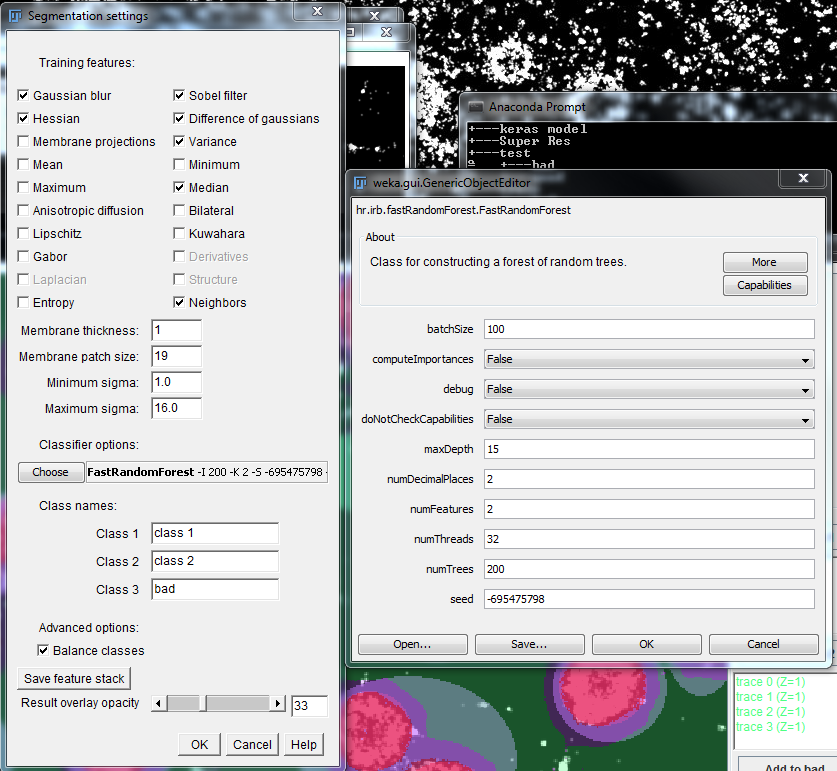 Segmentation settings
Training features:
Gaussian blur
Sobel filter
Hessian
Difference of gaussians
Membrane projections
Variance
Mean
Minimum
Maximum
Median
Anisotropic diffusion
Bilateral
Lipschitz
Kuwahara
Gabor
Derivatives
Laplacian
Structure
Entropy
Neighbors
Membrane thickness: 1
Membrane patch size: 19
Minimum sigma: 1.0
Maximum sigma: 16.0
Classifier options:
Choose FastRandomForest -I 200 -K 2 -S -695475798 -
Class names:
Class 1 class 1
Class 2 class 2
Class 3 bad
Advanced options:
Balance classes
Save feature stack
Result overlay opacity 33
OK Cancel Help
Anaconda Prompt
+---keras model
+---Super Res
+---test
+---bad
weka.gui.GenericObjectEditor
hr.irb.fastRandomForest.FastRandomForest
About
Class for constructing a forest of random trees.
More
Capabilities
batchSize 100
computeImportances False
debug False
doNotCheckCapabilities False
maxDepth 15
numDecimalPlaces 2
numFeatures 2
numThreads 32
numTrees 200
seed -695475798
Open... Save... OK Cancel
trace 0 (Z=1)
trace 1 (Z=1)
trace 2 (Z=1)
trace 3 (Z=1)
Add to bad